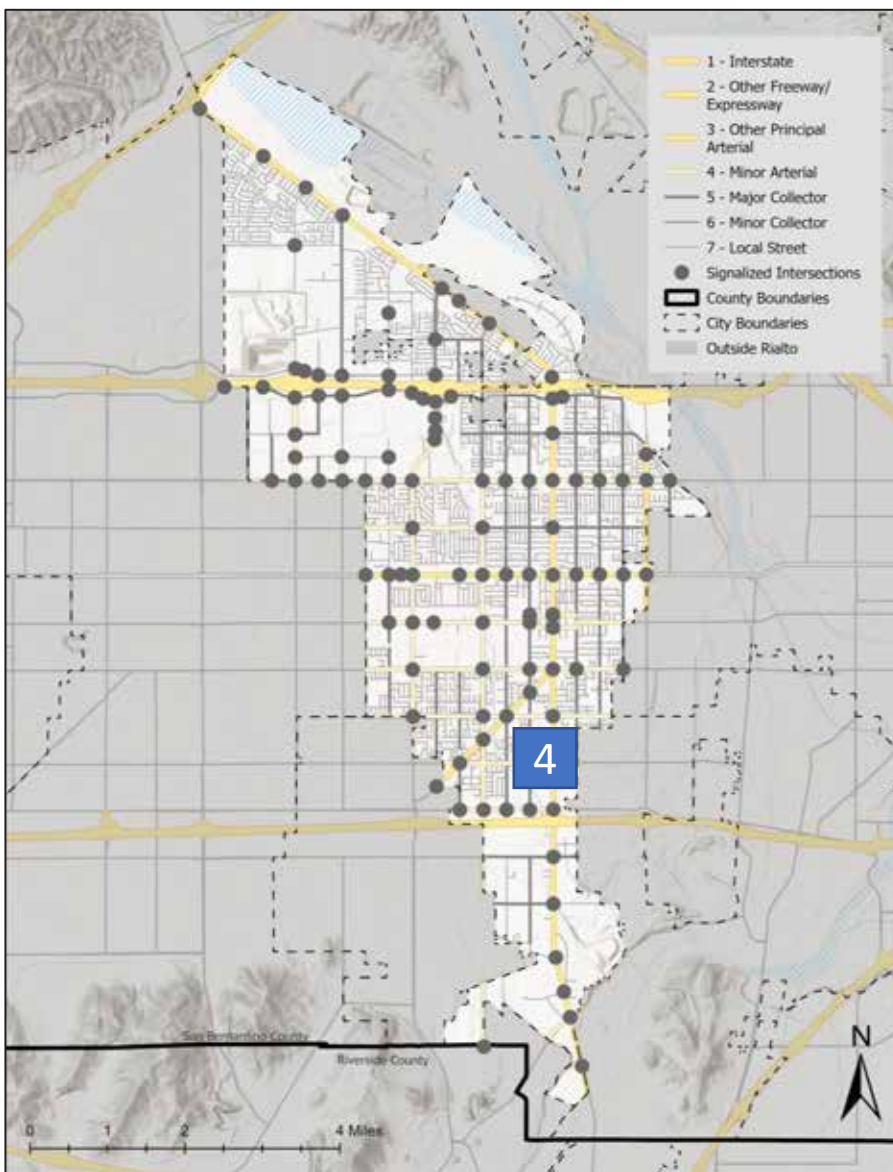 1 - Interstate
2 - Other Freeway/
Expressway
3 - Other Principal
Arterial
4 - Minor Arterial
5 - Major Collector
6 - Minor Collector
7 - Local Street
Signalized Intersections
County Boundaries
City Boundaries
Outside Rialto
4
San Bernardino County
Riverside County
N
0 1 2 4 Miles